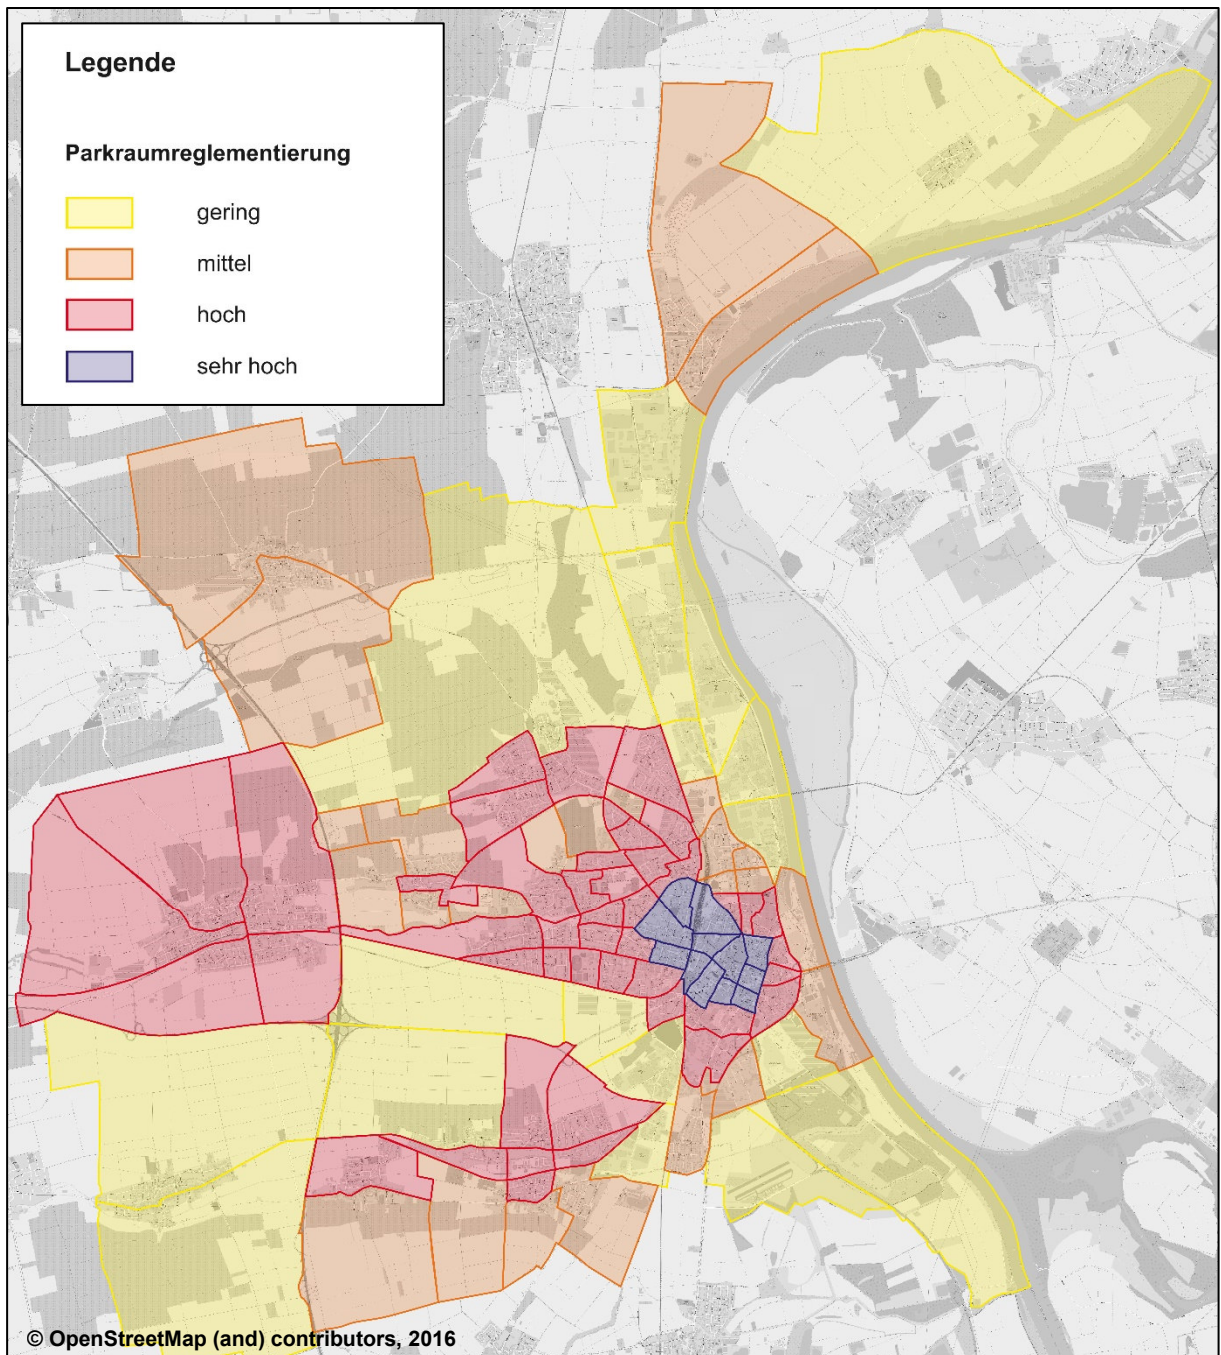 Legende
Parkraumreglementierung
gering
mittel
hoch
sehr hoch
© OpenStreetMap (and) contributors, 2016